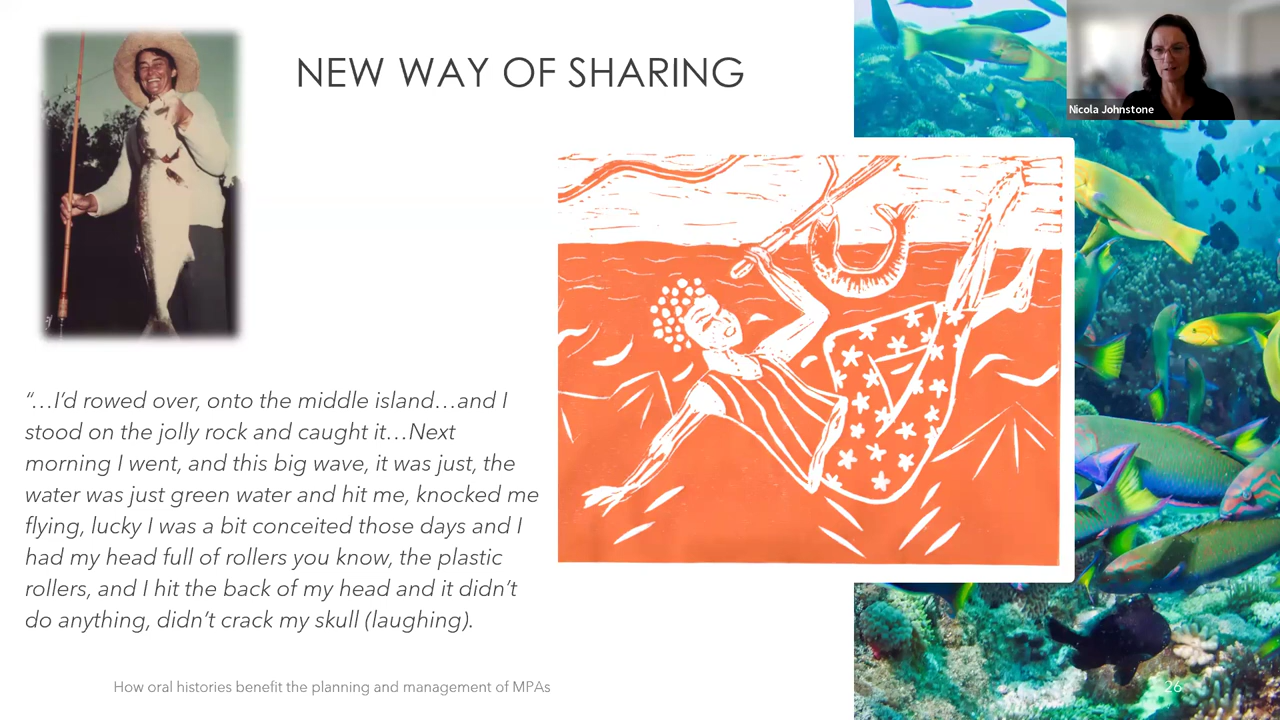 NEW WAY OF SHARING
Nicola Johnstone
“…I’d rowed over, onto the middle island…and I
stood on the jolly rock and caught it…Next
morning I went, and this big wave, it was just, the
water was just green water and hit me, knocked me
flying, lucky I was a bit conceited those days and I
had my head full of rollers you know, the plastic
rollers, and I hit the back of my head and it didn’t
do anything, didn’t crack my skull (laughing).
How oral histories benefit the planning and management of MPAs
26